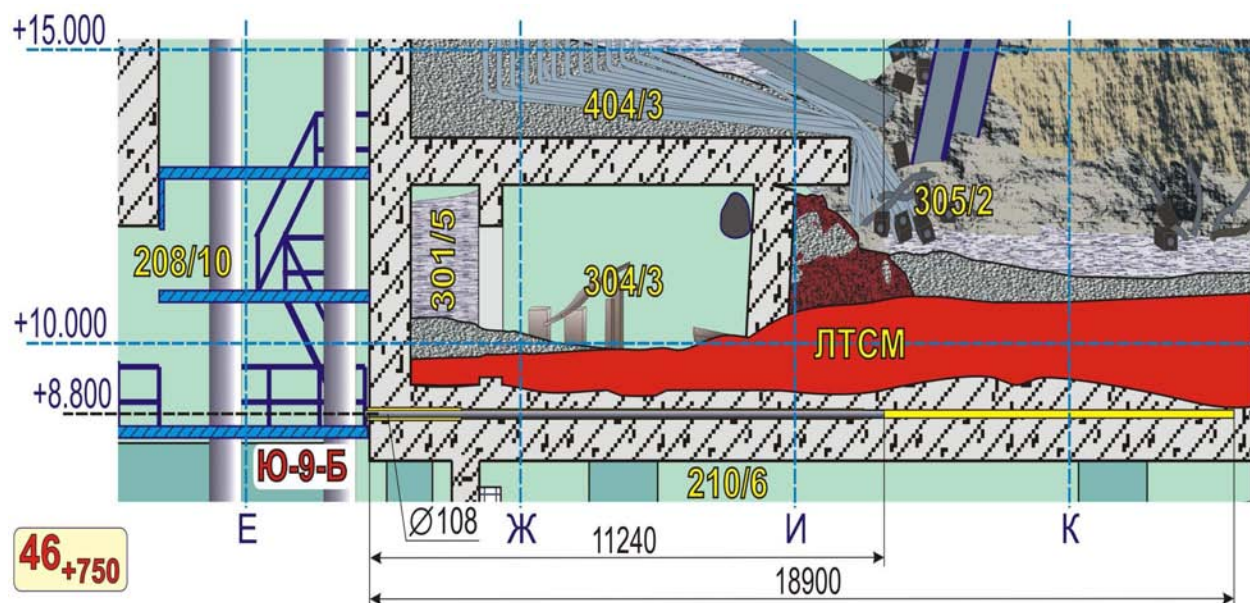 +15.000
404/3
305/2
208/10
301/5
304/3
+10.000
ЛТСМ
+8.800
Ю-9-Б
210/6
Ø108
Е
Ж
И
К
11240
18900
46+750